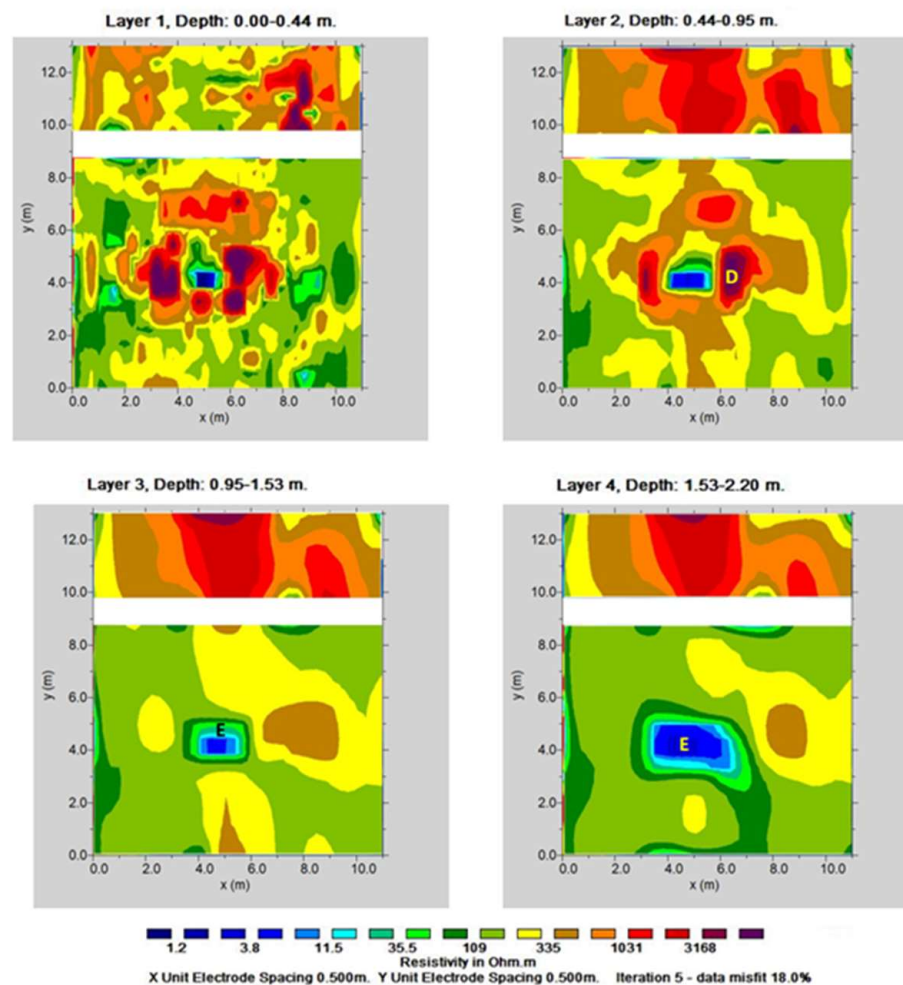 Layer 1, Depth: 0.00-0.44 m.
Layer 2, Depth: 0.44-0.95 m.
12.0
10.0
8.0
6.0
4.0
2.0
0.0
y (m)
0.0 2.0 4.0 6.0 8.0 10.0
x (m)
12.0
10.0
8.0
6.0
4.0
2.0
0.0
y (m)
D
0.0 2.0 4.0 6.0 8.0 10.0
x (m)
Layer 3, Depth: 0.95-1.53 m.
Layer 4, Depth: 1.53-2.20 m.
12.0
10.0
8.0
6.0
4.0
2.0
0.0
y (m)
E
0.0 2.0 4.0 6.0 8.0 10.0
x (m)
12.0
10.0
8.0
6.0
4.0
2.0
0.0
y (m)
E
0.0 2.0 4.0 6.0 8.0 10.0
x (m)
1.2 3.8 11.5 35.5 109 335 1031 3168
Resistivity in Ohm.m
X Unit Electrode Spacing 0.500m. Y Unit Electrode Spacing 0.500m. Iteration 5 - data misfit 18.0%